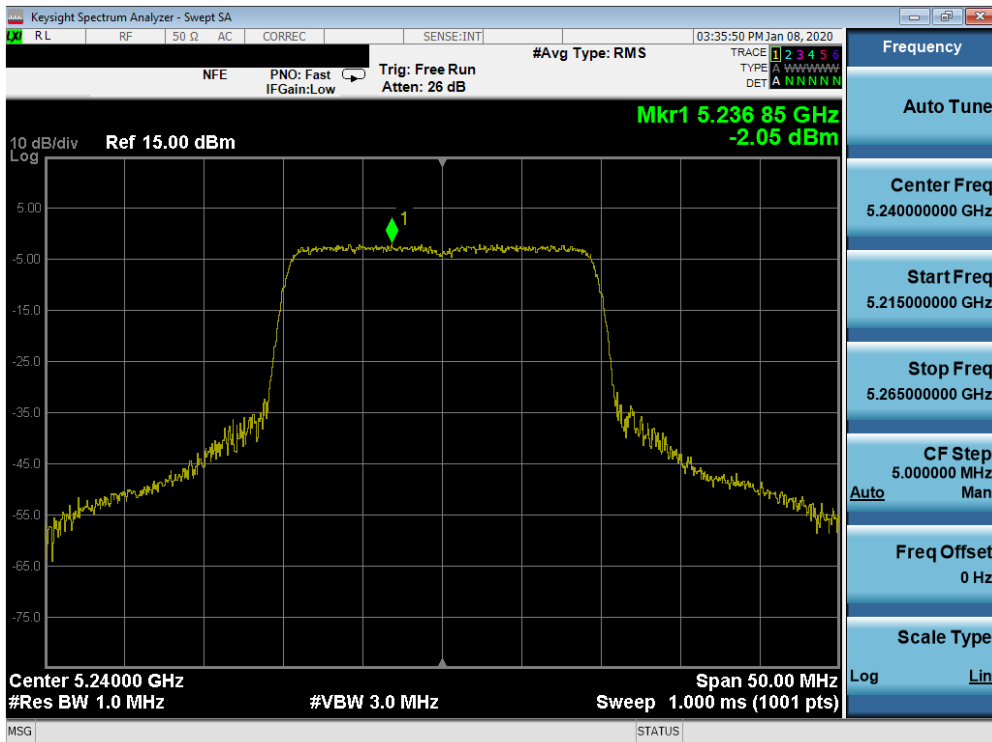 Keysight Spectrum Analyzer - Swept SA
LXI RL RF 50 Ω AC CORREC SENSE:INT 03:35:50 PM Jan 08, 2020
#Avg Type: RMS TRACE 1 2 3 4 5 6
NFE PNO: Fast Trig: Free Run TYPE A WWWWW
IFGain:Low Atten: 26 dB DET A N N N N N
Mkr1 5.236 85 GHz
-2.05 dBm
10 dB/div Ref 15.00 dBm
Log
5.00
1
-5.00
-15.0
-25.0
-35.0
-45.0
-55.0
-65.0
-75.0
Center 5.24000 GHz Span 50.00 MHz
#Res BW 1.0 MHz #VBW 3.0 MHz Sweep 1.000 ms (1001 pts)
MSG STATUS
Frequency
Auto Tune
Center Freq
5.240000000 GHz
Start Freq
5.215000000 GHz
Stop Freq
5.265000000 GHz
CF Step
5.000000 MHz
Auto Man
Freq Offset
0 Hz
Scale Type
Log Lin